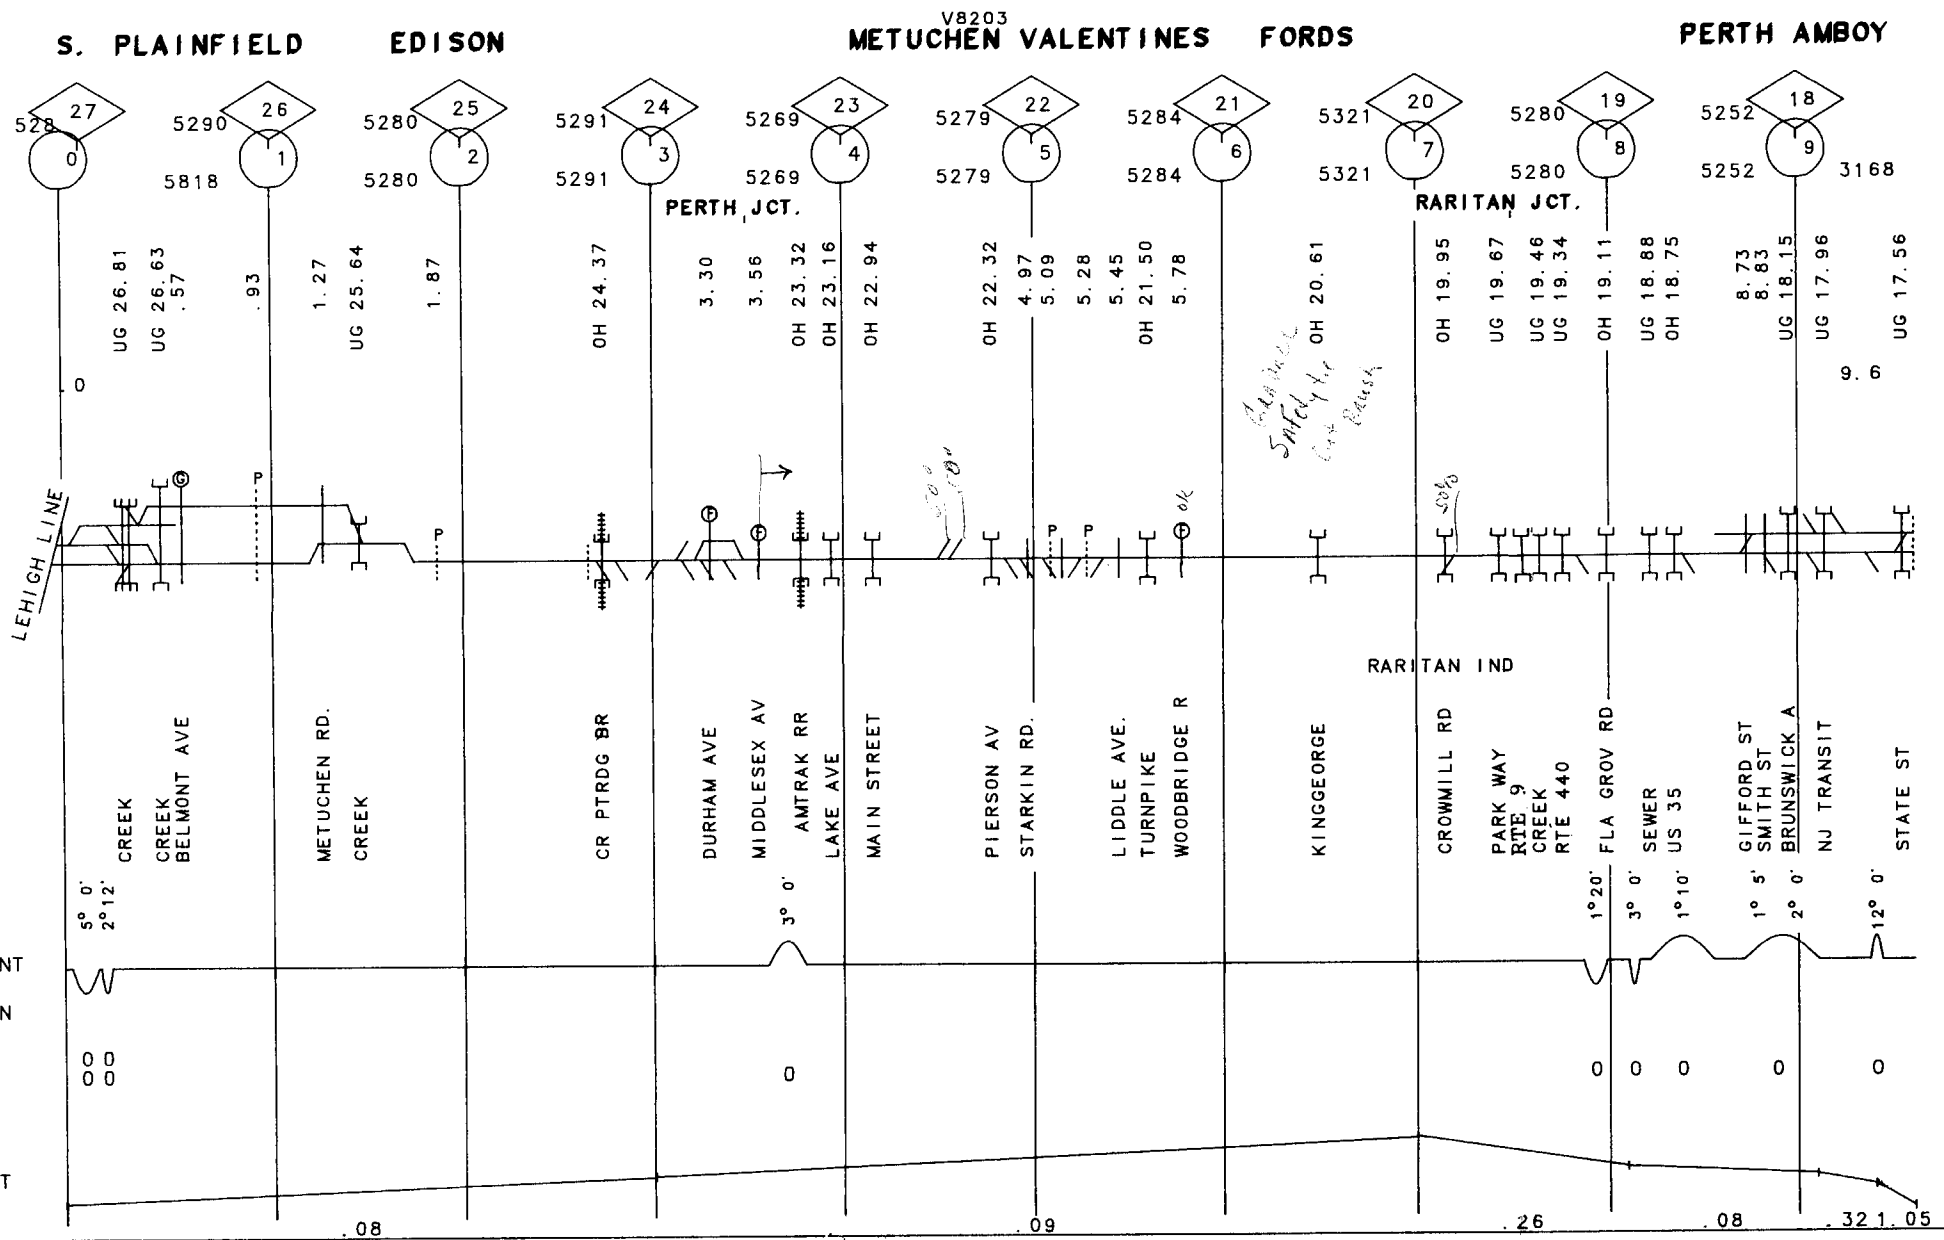 V8203
S. PLAINFIELD EDISON METUCHEN VALENTINES FORDS PERTH AMBOY
27 26 25 24 23 22 21 20 19 18
528 5290 5280 5291 5269 5279 5284 5321 5280 5252
0 1 2 3 4 5 6 7 8 9
5818 5280 5291 5269 5279 5284 5321 5280 5252 3168
PERTH JCT. RARITAN JCT.
UG 26.81
UG 26.63
.57
.93
1.27
UG 25.64
1.87
OH 24.37
3.30
3.56
OH 23.32
OH 23.16
OH 22.94
OH 22.32
4.97
5.09
5.28
5.45
OH 21.50
5.78
OH 20.61
OH 19.95
UG 19.67
UG 19.46
UG 19.34
OH 19.11
UG 18.88
OH 18.75
8.73
8.83
UG 18.15
UG 17.96
UG 17.56
0
9.6
Safety
Brush
LEHIGH LINE
G P P F F P P F OK
RARITAN IND
CREEK
CREEK
BELMONT AVE
METUCHEN RD.
CREEK
CR PTRDG BR
DURHAM AVE
MIDDLESEX AV
AMTRAK RR
LAKE AVE
MAIN STREET
PIERSON AV
STARKIN RD.
LIDDLE AVE.
TURNPIKE
WOODBRIDGE R
KINGGEORGE
CROWMILL RD
PARK WAY
RTE 9
CREEK
RTE 440
FLA GROV RD
SEWER
US 35
GIFFORD ST
SMITH ST
BRUNSWICK A
NJ TRANSIT
STATE ST
5° 0'
2°12'
3° 0'
1°20'
3° 0'
1°10'
1° 5'
2° 0'
12° 0'
NT
N
0 0
0 0
0 0 0 0 0 0
T
.08 .09 .26 .08 .32 1.05